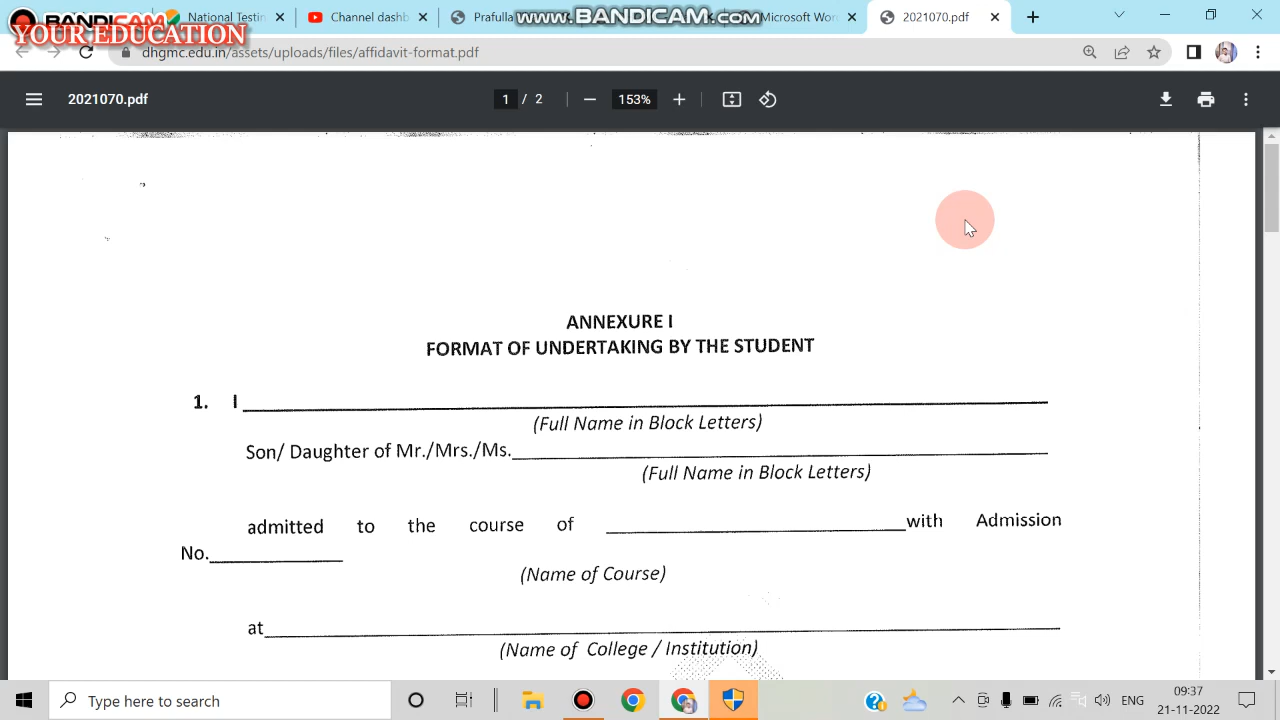 BANDICAM
National Testin
Channel dashb
www.BANDICAM.com
Microsoft Wor
2021070.pdf
YOUR EDUCATION
dhgmc.edu.in/assets/uploads/files/affidavit-format.pdf
2021070.pdf
1 / 2
153%
ANNEXURE I
FORMAT OF UNDERTAKING BY THE STUDENT
1. I
(Full Name in Block Letters)
Son/ Daughter of Mr./Mrs./Ms.
(Full Name in Block Letters)
admitted to the course of with Admission
No.
(Name of Course)
at
(Name of College / Institution)
Type here to search
ENG
09:37
21-11-2022